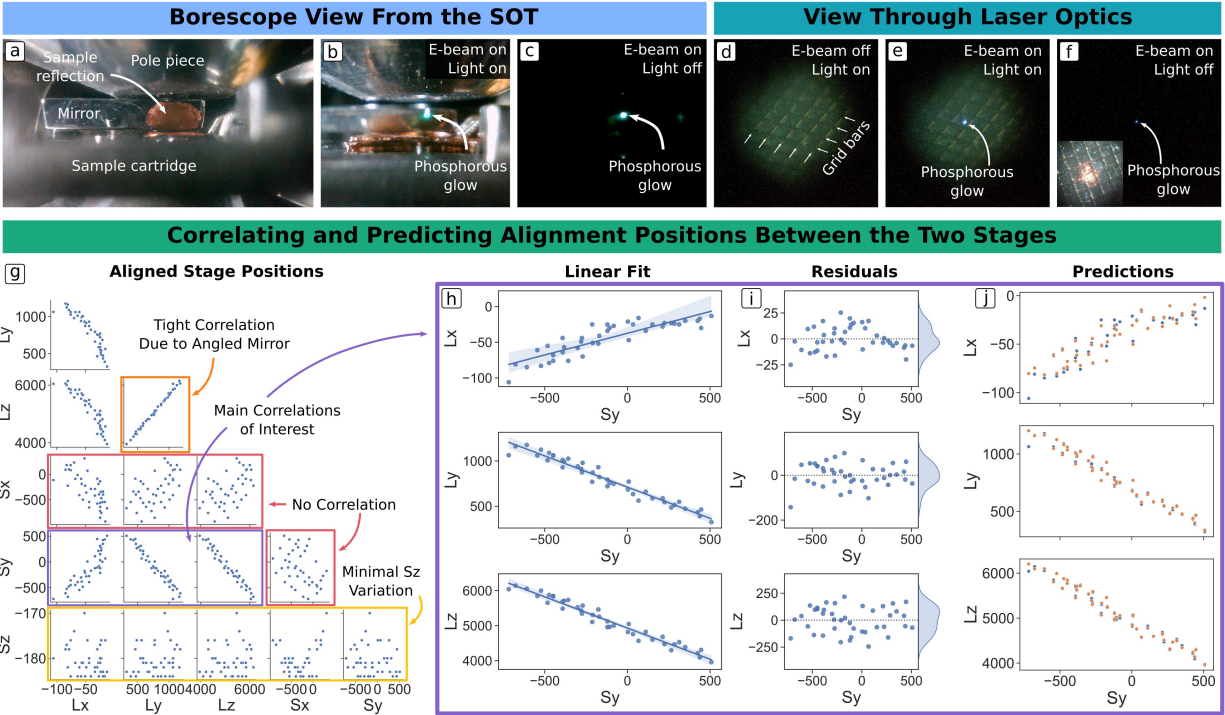 Borescope View From the SOT
View Through Laser Optics
a
Sample
reflection
Pole piece
Mirror
Sample cartridge
b
E-beam on
Light on
Phosphorous
glow
c
E-beam on
Light off
Phosphorous
glow
d
E-beam off
Light on
Grid bars
e
E-beam on
Light on
Phosphorous
glow
f
E-beam on
Light off
Phosphorous
glow
Correlating and Predicting Alignment Positions Between the Two Stages
g
Aligned Stage Positions
Ly
1000
500
Tight Correlation
Due to Angled Mirror
Lz
6000
4000
Main Correlations
of Interest
Sx
0
−500
No Correlation
Sy
500
0
−500
Minimal Sz
Variation
Sz
−170
−180
−100 −50
500 1000
4000 6000
−500 0
−500 0 500
Lx
Ly
Lz
Sx
Sy
h
Linear Fit
Lx
0
−50
−100
−500 0 500
Sy
Ly
1000
500
−500 0 500
Sy
Lz
6000
5000
4000
−500 0 500
Sy
i
Residuals
Lx
25
0
−25
−500 0 500
Sy
Ly
0
−200
−500 0 500
Sy
Lz
250
0
−250
−500 0 500
Sy
j
Predictions
Lx
0
−50
−100
Ly
1000
500
Lz
6000
5000
4000
−500 0 500
Sy